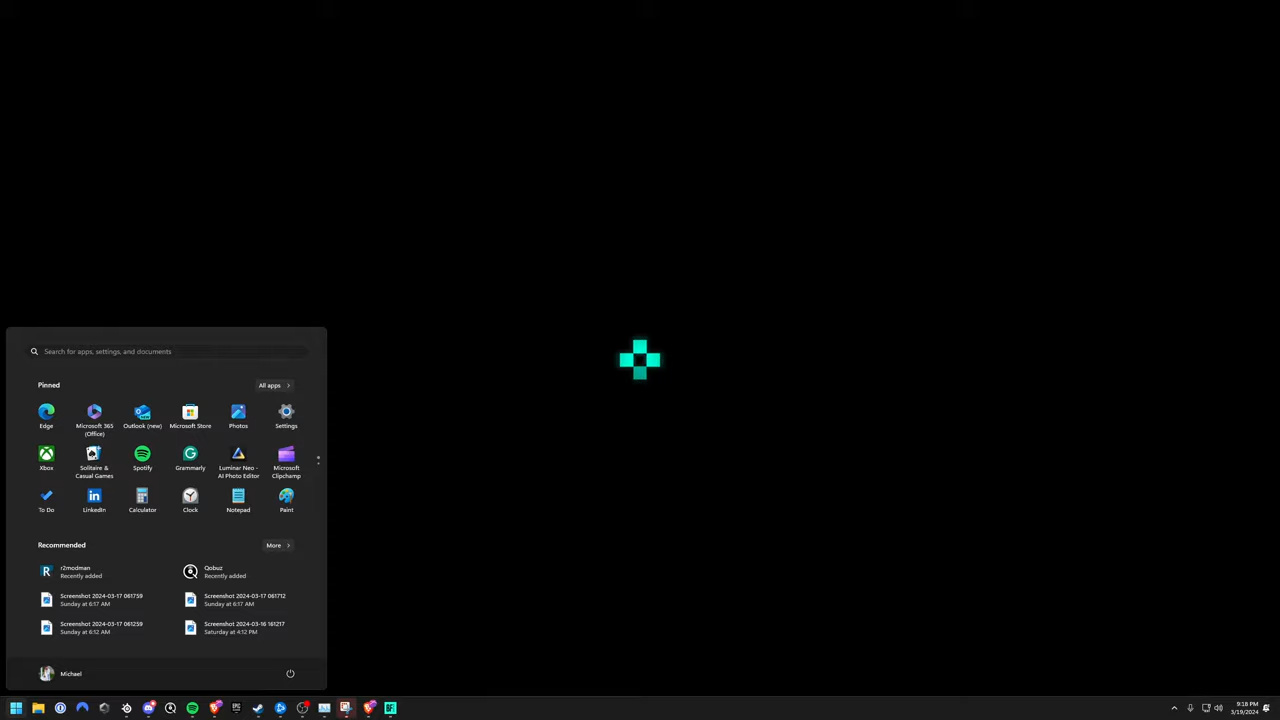 Search for apps, settings, and documents
Pinned
All apps
Edge
Microsoft 365
(Office)
Outlook (new)
Microsoft Store
Photos
Settings
Xbox
Solitaire &
Casual Games
Spotify
Grammarly
Luminar Neo -
AI Photo Editor
Microsoft
Clipchamp
To Do
LinkedIn
Calculator
Clock
Notepad
Paint
Recommended
More
r2modman
Recently added
Qobuz
Recently added
Screenshot 2024-03-17 061759
Sunday at 6:17 AM
Screenshot 2024-03-17 061712
Sunday at 6:17 AM
Screenshot 2024-03-17 061259
Sunday at 6:12 AM
Screenshot 2024-03-16 161217
Saturday at 4:12 PM
Michael
9:18 PM
3/19/2024